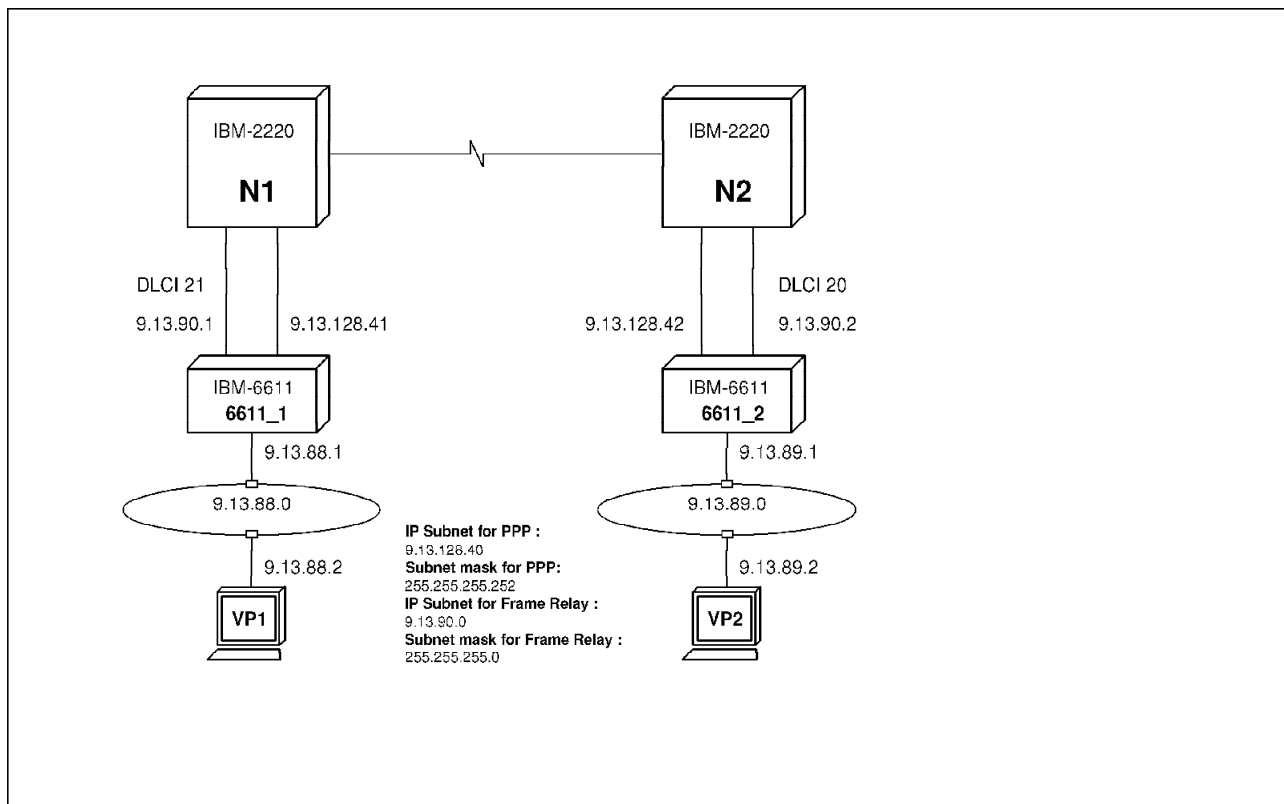 IBM-2220
N1
IBM-2220
N2
DLCI 21
DLCI 20
9.13.90.1
9.13.128.41
9.13.128.42
9.13.90.2
IBM-6611
6611_1
IBM-6611
6611_2
9.13.88.1
9.13.89.1
9.13.88.0
9.13.89.0
IP Subnet for PPP :
9.13.128.40
Subnet mask for PPP:
255.255.255.252
IP Subnet for Frame Relay :
9.13.90.0
Subnet mask for Frame Relay :
255.255.255.0
9.13.88.2
9.13.89.2
VP1
VP2